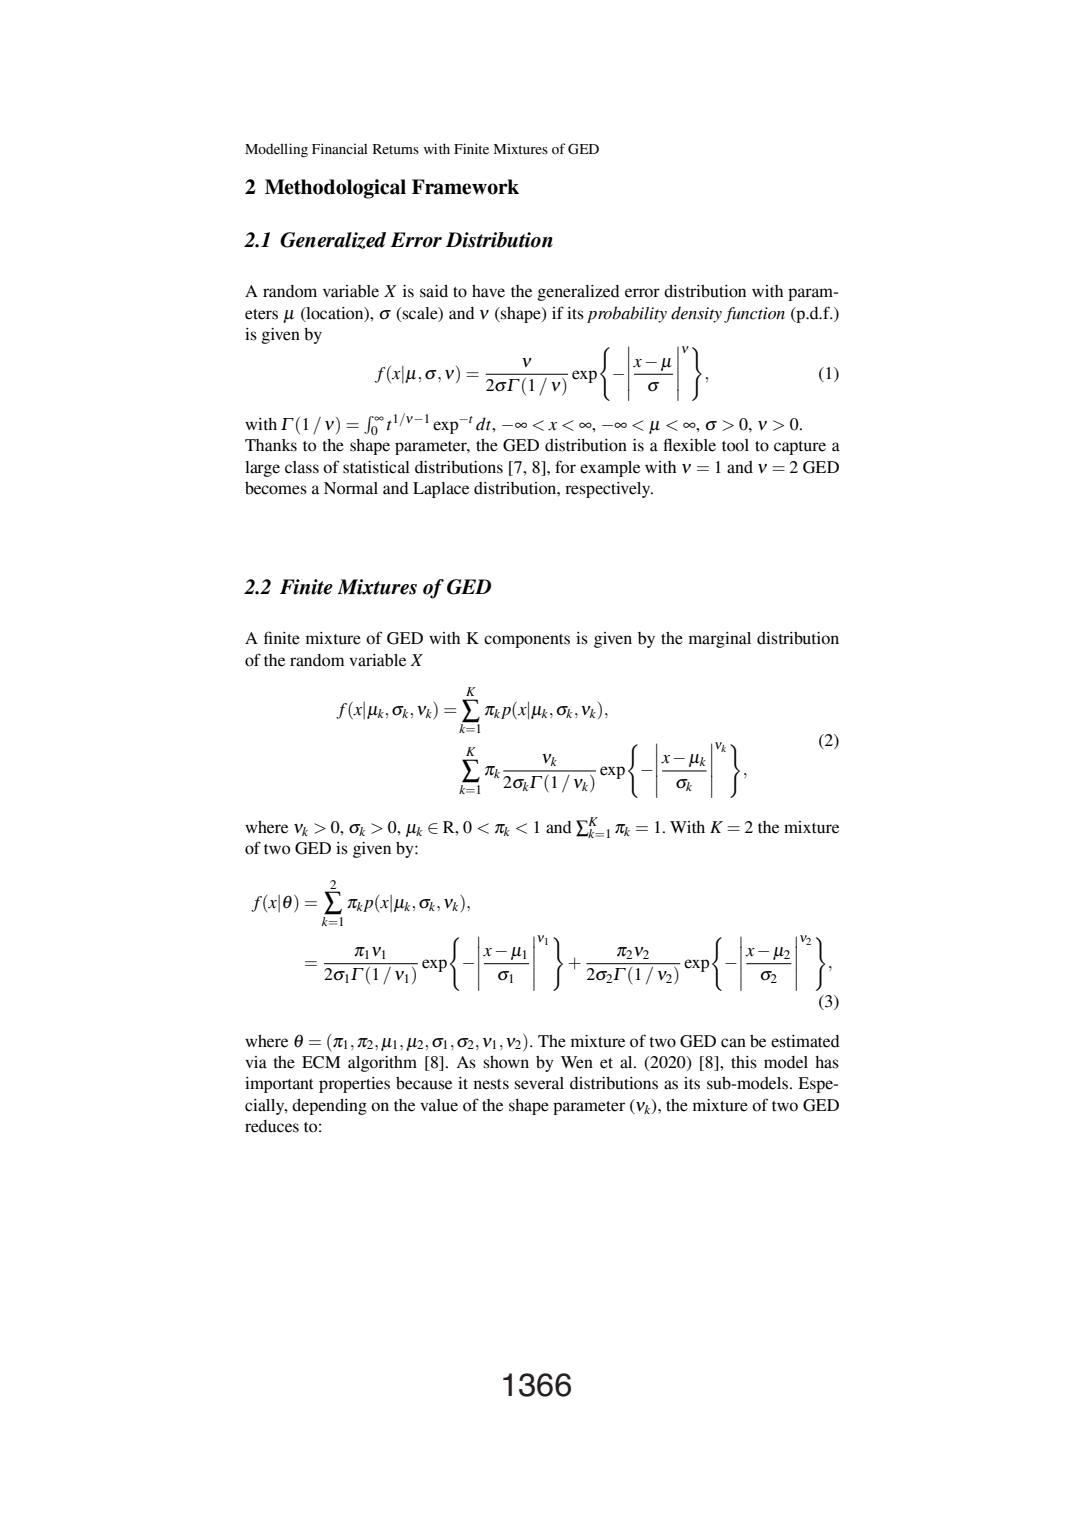 Modelling Financial Returns with Finite Mixtures of GED
2 Methodological Framework
2.1 Generalized Error Distribution
A random variable X is said to have the generalized error distribution with param-
eters μ (location), σ (scale) and ν (shape) if its probability density function (p.d.f.)
is given by
f(x|μ,σ,ν) = ν / 2σΓ(1/ν) exp{ −| x−μ / σ |^ν }, (1)
with Γ(1/ν) = ∫_0^∞ t^{1/ν−1} exp^{−t} dt, −∞ < x < ∞, −∞ < μ < ∞, σ > 0, ν > 0.
Thanks to the shape parameter, the GED distribution is a flexible tool to capture a
large class of statistical distributions [7, 8], for example with ν = 1 and ν = 2 GED
becomes a Normal and Laplace distribution, respectively.
2.2 Finite Mixtures of GED
A finite mixture of GED with K components is given by the marginal distribution
of the random variable X
f(x|μ_k,σ_k,ν_k) = ∑_{k=1}^{K} π_k p(x|μ_k,σ_k,ν_k),
∑_{k=1}^{K} π_k ν_k / 2σ_kΓ(1/ν_k) exp{ −| x−μ_k / σ_k |^{ν_k} }, (2)
where ν_k > 0, σ_k > 0, μ_k ∈ R, 0 < π_k < 1 and ∑_{k=1}^{K} π_k = 1. With K = 2 the mixture
of two GED is given by:
f(x|θ) = ∑_{k=1}^{2} π_k p(x|μ_k,σ_k,ν_k),
= π_1ν_1 / 2σ_1Γ(1/ν_1) exp{ −| x−μ_1 / σ_1 |^{ν_1} } + π_2ν_2 / 2σ_2Γ(1/ν_2) exp{ −| x−μ_2 / σ_2 |^{ν_2} },
(3)
where θ = (π_1,π_2,μ_1,μ_2,σ_1,σ_2,ν_1,ν_2). The mixture of two GED can be estimated
via the ECM algorithm [8]. As shown by Wen et al. (2020) [8], this model has
important properties because it nests several distributions as its sub-models. Espe-
cially, depending on the value of the shape parameter (ν_k), the mixture of two GED
reduces to:
1366